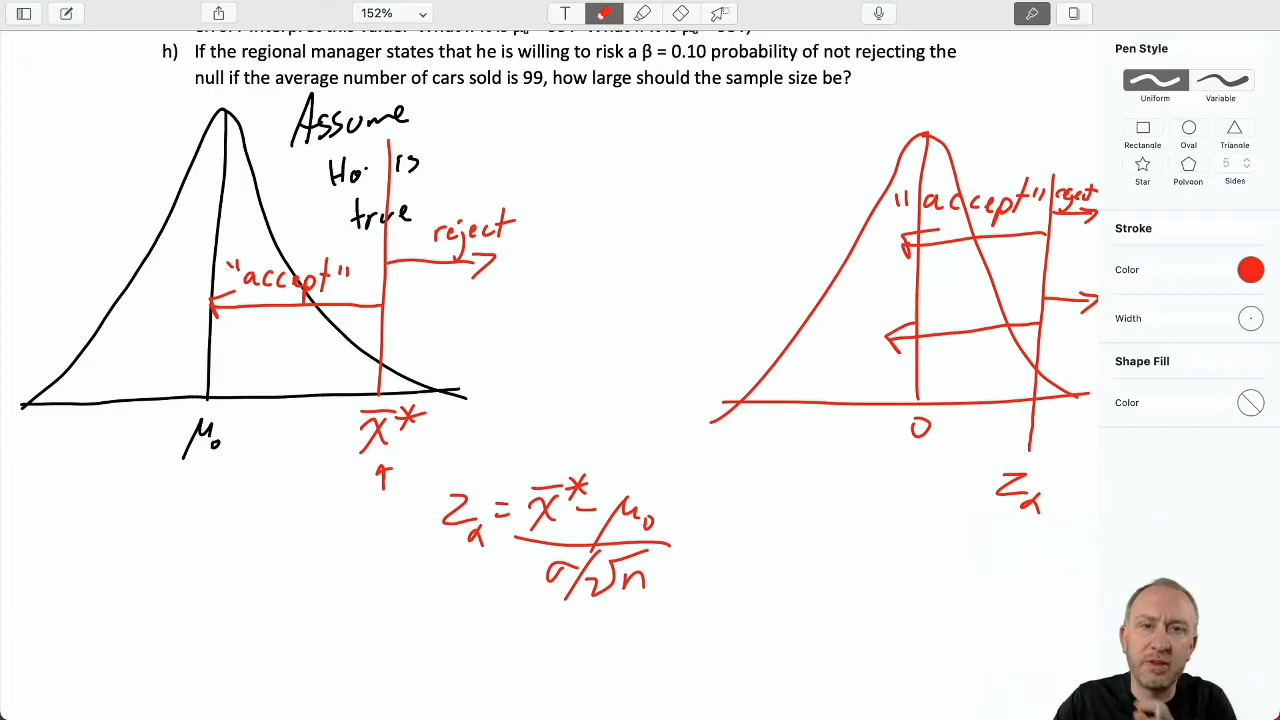 152%
T
h) If the regional manager states that he is willing to risk a β = 0.10 probability of not rejecting the
null if the average number of cars sold is 99, how large should the sample size be?
Assume
H₀ is
true
reject
"accept"
μ₀
x̄*
"accept"
reject
0
Zα
Zα = x̄* - μ₀
σ/√n
Pen Style
Uniform
Variable
Rectangle
Oval
Triangle
Star
Polygon
5
Sides
Stroke
Color
Width
Shape Fill
Color